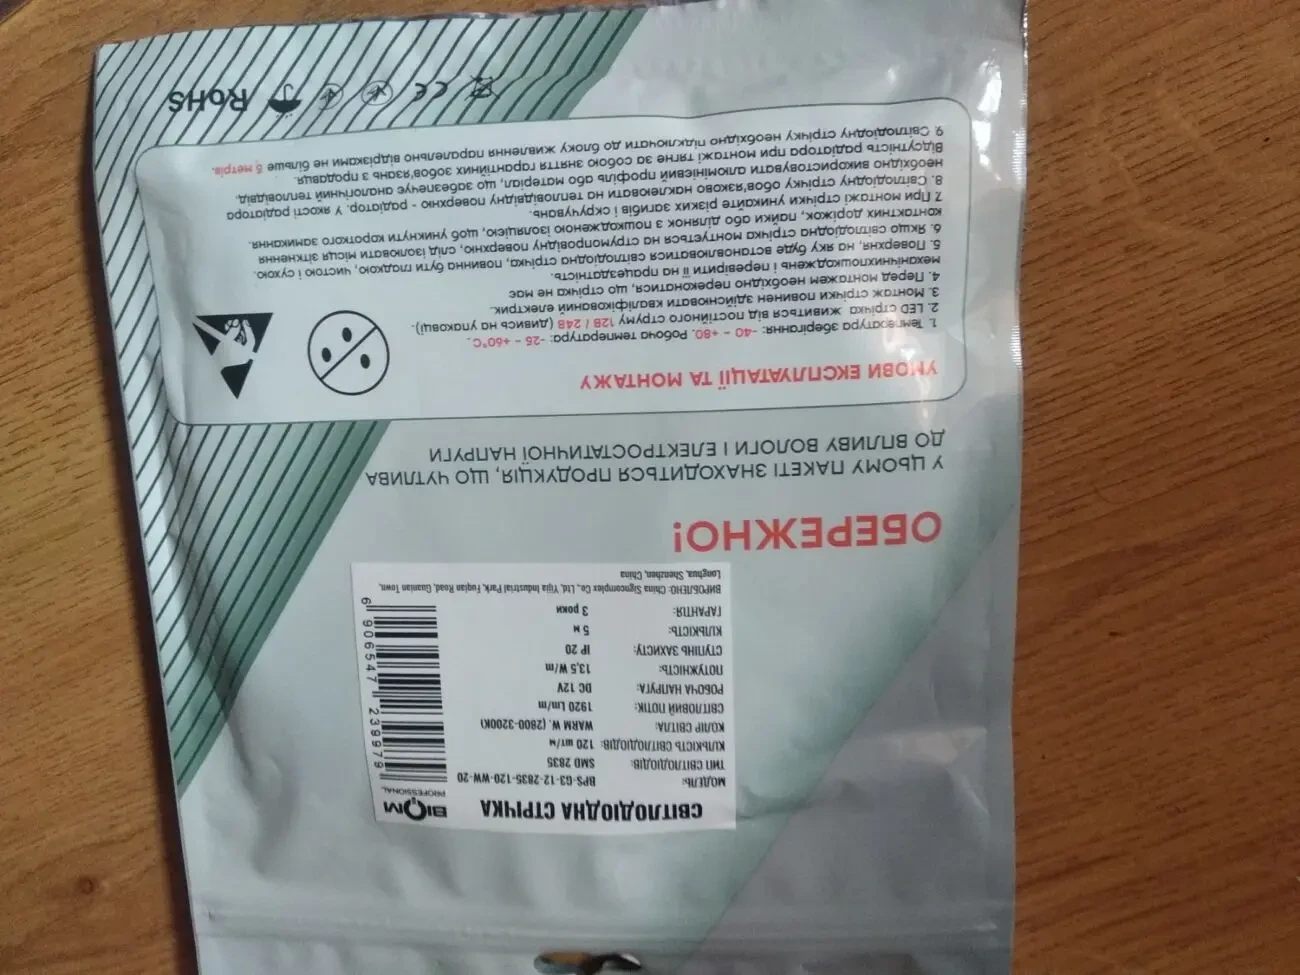 СВІТЛОДІОДНА СТРІЧКА
BIOM
PROFESSIONAL
МОДЕЛЬ: BPS-G3-12-2835-120-WW-20
ТИП СВІТЛОДІОДІВ: SMD 2835
КІЛЬКІСТЬ СВІТЛОДІОДІВ: 120 шт/м
КОЛІР СВІТЛА: WARM W. (2800-3200K)
СВІТЛОВИЙ ПОТІК: 1920 Lm/m
РОБОЧА НАПРУГА: DC 12V
ПОТУЖНІСТЬ: 13,5 W/m
СТУПІНЬ ЗАХИСТУ: IP 20
КІЛЬКІСТЬ: 5 м
ГАРАНТІЯ: 3 роки
ВИРОБЛЕНО: China Signcomplex Co., Ltd, Yijia Industrial Park, Fuqian Road, Guanlan Town,
Longhua, Shenzhen, China
6 906547 239979
ОБЕРЕЖНО!
У ЦЬОМУ ПАКЕТІ ЗНАХОДИТЬСЯ ПРОДУКЦІЯ, ЩО ЧУТЛИВА
ДО ВПЛИВУ ВОЛОГИ І ЕЛЕКТРОСТАТИЧНОЇ НАПРУГИ
УМОВИ ЕКСПЛУАТАЦІЇ ТА МОНТАЖУ
1. Температура зберігання: -40 ~ +80. Робоча температура: -25 ~ +60°C.
2. LED стрічка живиться від постійного струму 12В / 24В (дивись на упаковці).
3. Монтаж стрічки повинен здійснювати кваліфікований електрик.
4. Перед монтажем необхідно переконатися, що стрічка не має
механічнихпошкоджень і перевірити її на працездатність.
5. Поверхня, на яку буде встановлюватися світлодіодна стрічка, повинна бути гладкою, чистою і сухою.
6. Якщо світлодіодна стрічка монтується на струмопровідну поверхню, слід ізолювати місця зіткнення
контактних доріжок, пайки або ділянок з пошкодженою ізоляцією, щоб уникнути короткого замикання.
7. При монтажі стрічки уникайте різких загибів і скручувань.
8. Світлодіодну стрічку обов'язково наклеювати на тепловідвідну поверхню - радіатор. У якості радіатора
необхідно використовувати алюмінієвий профіль або матеріал, що забезпечує аналогічний тепловідвід.
Відсутність радіатора при монтажі тягне за собою зняття гарантійних зобов'язань з продавця.
9. Світлодіодну стрічку необхідно підключати до блоку живлення паралельно відрізками не більше 5 метрів.
CE
RoHS